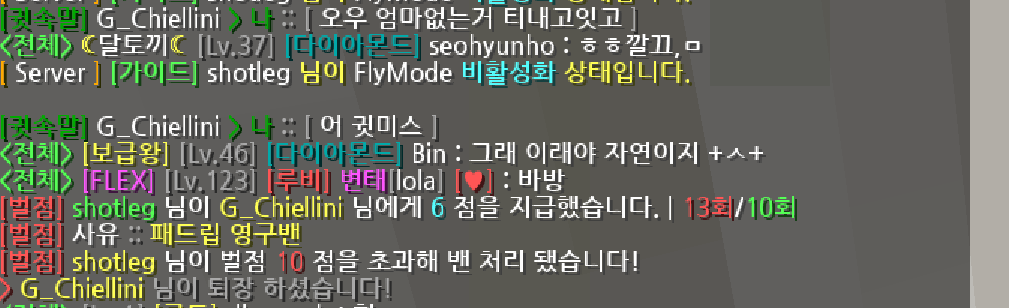 [귓속말] G_Chiellini > 나 :: [ 오우 엄마없는거 티내고잇고 ]
<전체> ☾달토끼☾ [Lv.37] [다이아몬드] seohyunho : ㅎㅎ깔끄,ㅁ
[ Server ] [가이드] shotleg 님이 FlyMode 비활성화 상태입니다.
[귓속말] G_Chiellini > 나 :: [ 어 귓미스 ]
<전체> [보급왕] [Lv.46] [다이아몬드] Bin : 그래 이래야 자연이지 +ㅅ+
<전체> [FLEX] [Lv.123] [루비] 변태[lola] [♥] : 바방
[벌점] shotleg 님이 G_Chiellini 님에게 6 점을 지급했습니다. | 13회/10회
[벌점] 사유 :: 패드립 영구밴
[벌점] shotleg 님이 벌점 10 점을 초과해 밴 처리 됐습니다!
> G_Chiellini 님이 퇴장 하셨습니다!